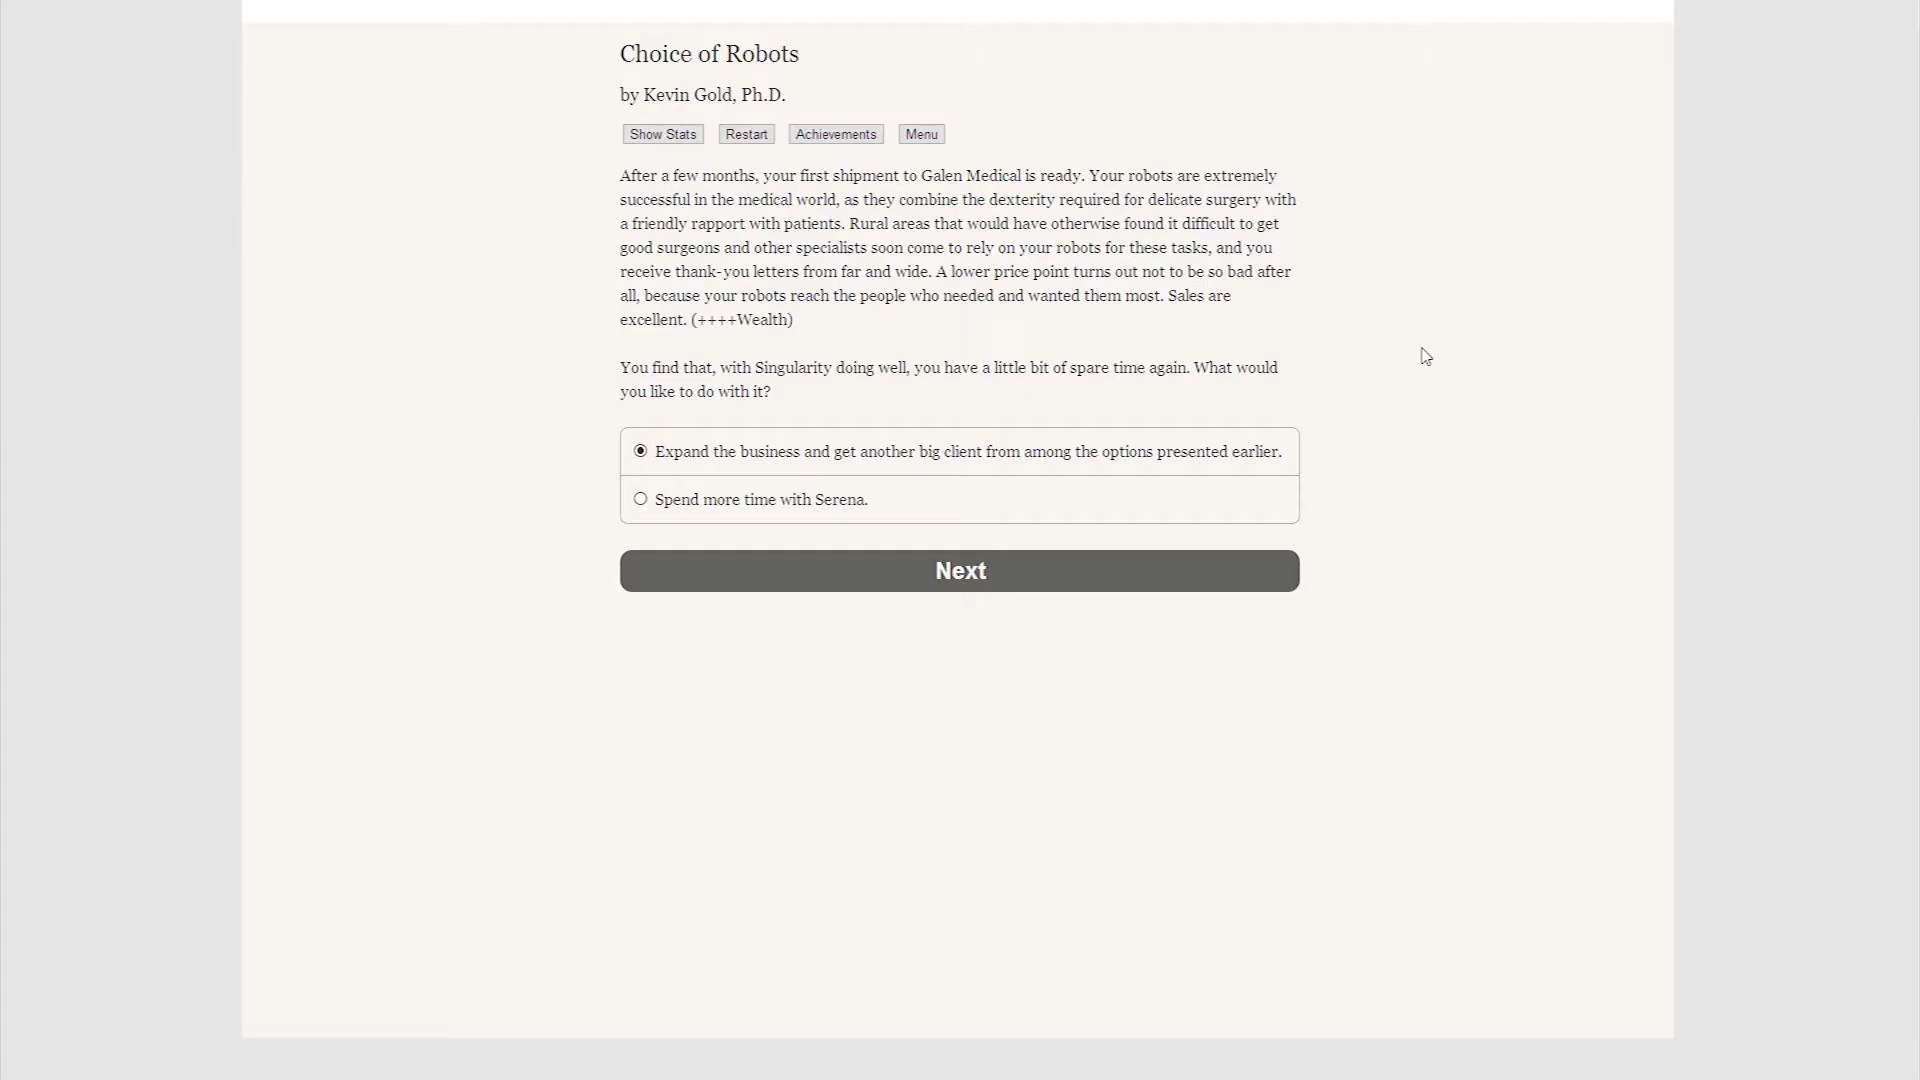 Choice of Robots
by Kevin Gold, Ph.D.
Show Stats Restart Achievements Menu
After a few months, your first shipment to Galen Medical is ready. Your robots are extremely
successful in the medical world, as they combine the dexterity required for delicate surgery with
a friendly rapport with patients. Rural areas that would have otherwise found it difficult to get
good surgeons and other specialists soon come to rely on your robots for these tasks, and you
receive thank-you letters from far and wide. A lower price point turns out not to be so bad after
all, because your robots reach the people who needed and wanted them most. Sales are
excellent. (++++Wealth)
You find that, with Singularity doing well, you have a little bit of spare time again. What would
you like to do with it?
Expand the business and get another big client from among the options presented earlier.
Spend more time with Serena.
Next